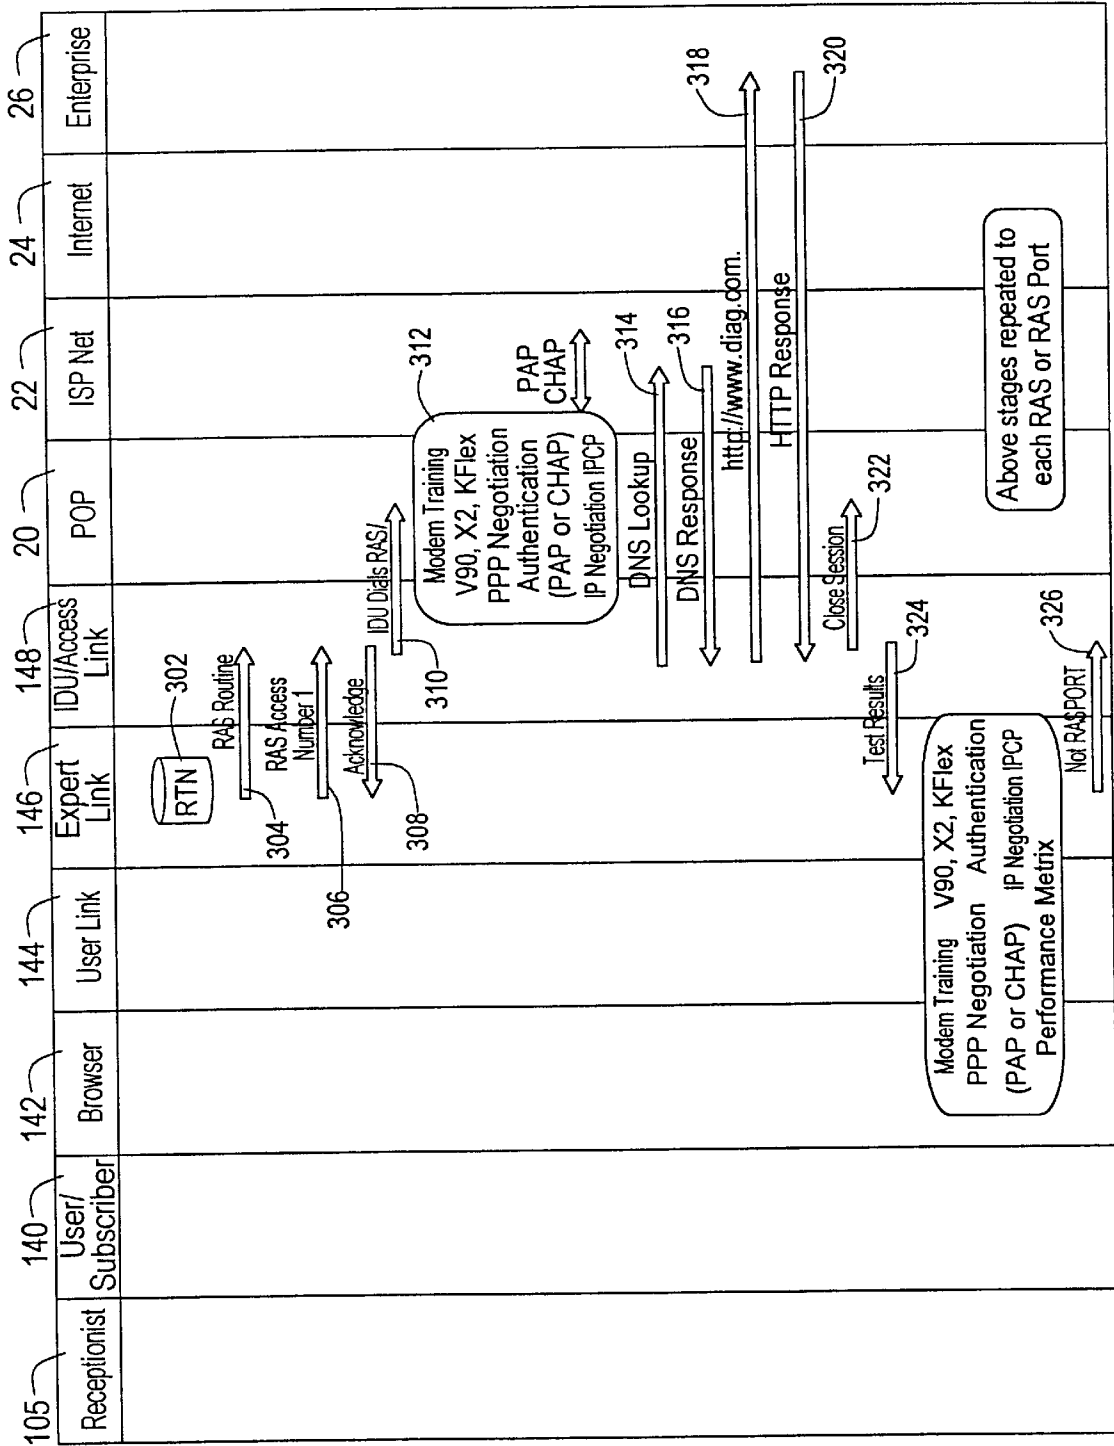 105
140
142
144
146
148
20
22
24
26
Receptionist
User/
Subscriber
Browser
User Link
Expert
Link
IDU/Access
Link
POP
ISP Net
Internet
Enterprise
RTN
302
RAS Routine
304
RAS Access
Number 1
306
Acknowledge
308
IDU Dials RAS/
310
Modem Training
V90, X2, KFlex
PPP Negotiation
Authentication
(PAP or CHAP)
IP Negotiation IPCP
312
PAP
CHAP
DNS Lookup
314
DNS Response
316
http://www.diag.com.
318
HTTP Response
320
Close Session
322
Test Results
324
Modem Training V90, X2, KFlex
PPP Negotiation Authentication
(PAP or CHAP) IP Negotiation IPCP
Performance Metrix
Above stages repeated to
each RAS or RAS Port
Not RASPORT
326